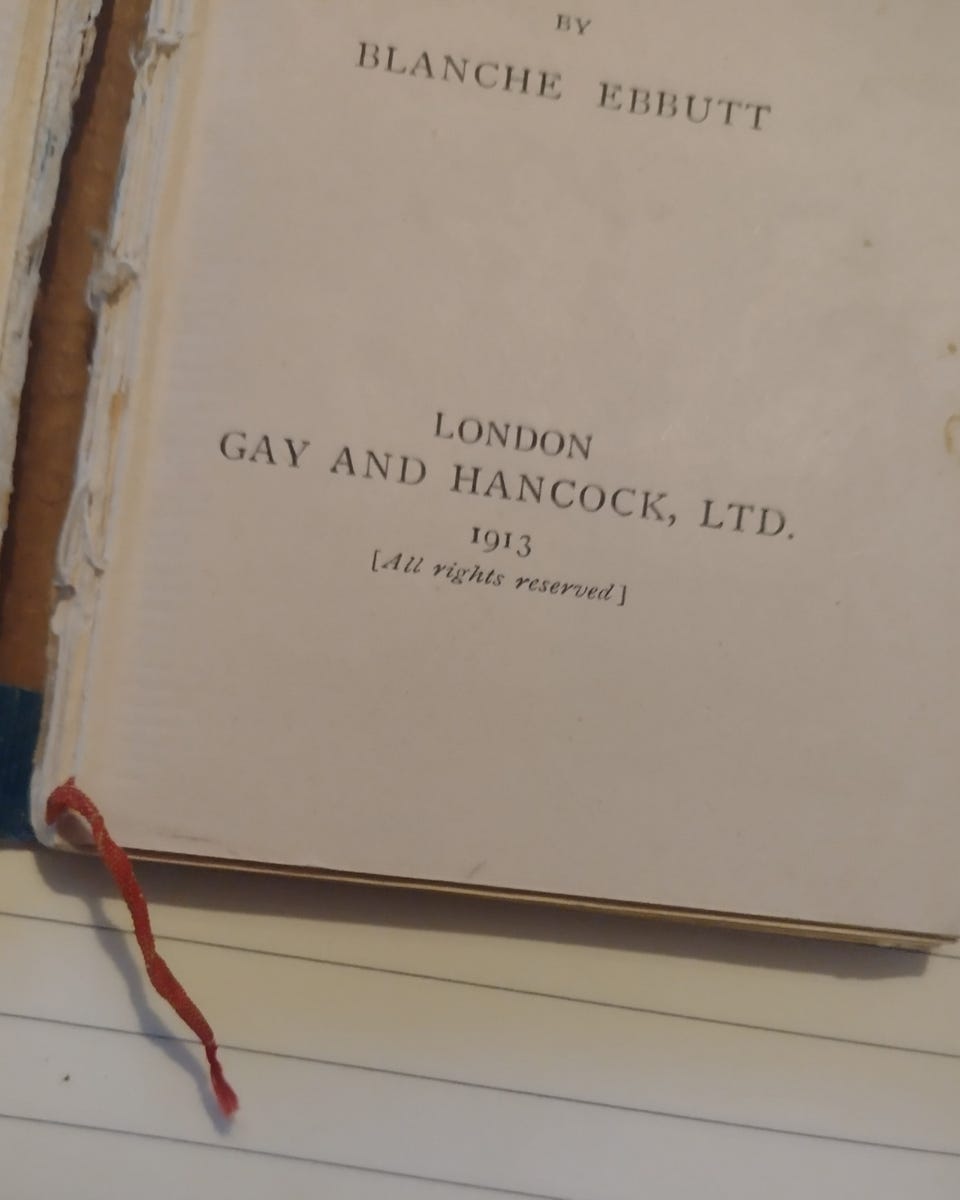 BY
BLANCHE EBBUTT
LONDON
GAY AND HANCOCK, LTD.
1913
[All rights reserved]